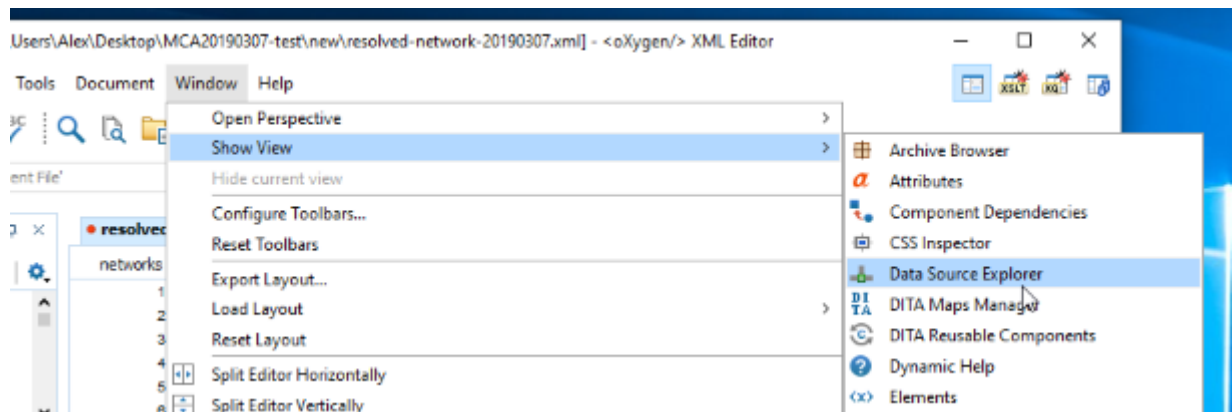 Users\Alex\Desktop\MCA20190307-test\new\resolved-network-20190307.xml] - <oXygen/> XML Editor
Tools Document Window Help
XSLT XQ
Open Perspective
Show View
Archive Browser
ent File'
Hide current view
Attributes
Configure Toolbars...
Component Dependencies
resolved
Reset Toolbars
CSS Inspector
networks
Export Layout...
Data Source Explorer
1
2
Load Layout
DITA
DITA Maps Manager
3
Reset Layout
DITA Reusable Components
4
5
Split Editor Horizontally
Dynamic Help
6
Split Editor Vertically
Elements